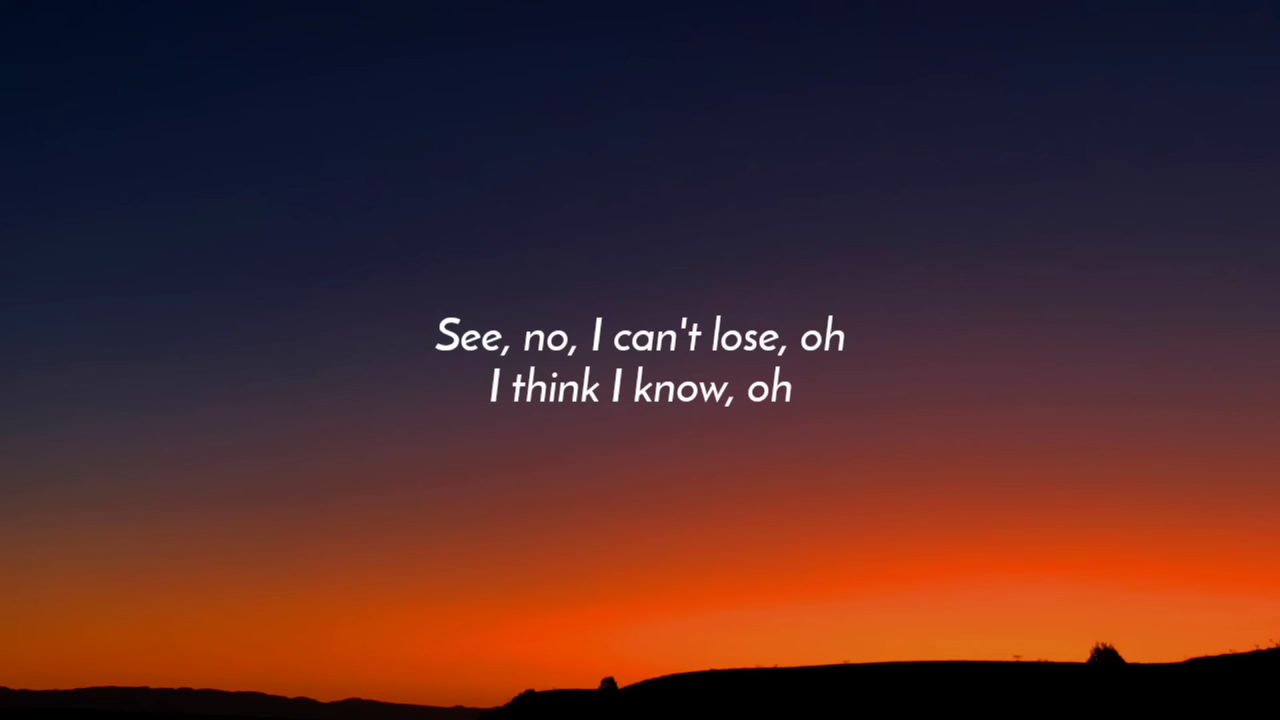 See, no, I can't lose, oh
I think I know, oh